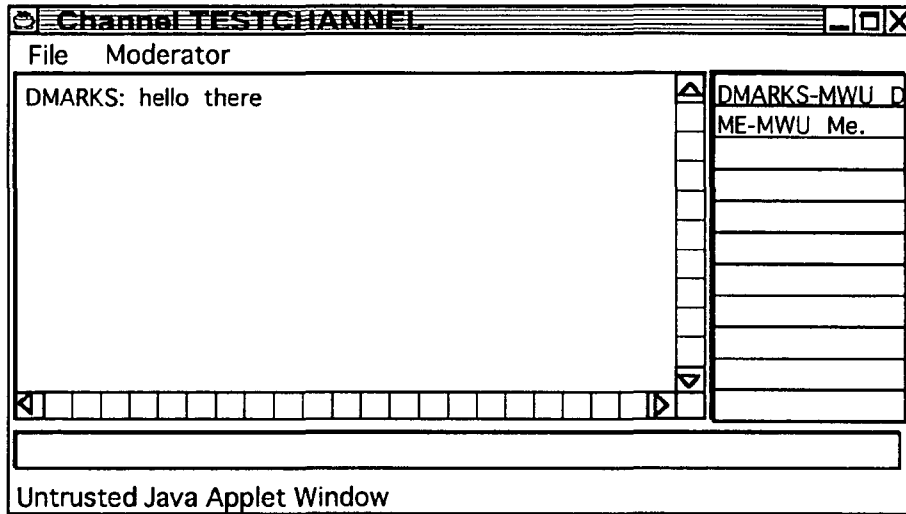 Channel TESTCHANNEL
File Moderator
DMARKS: hello there
DMARKS-MWU D
ME-MWU Me.
Untrusted Java Applet Window